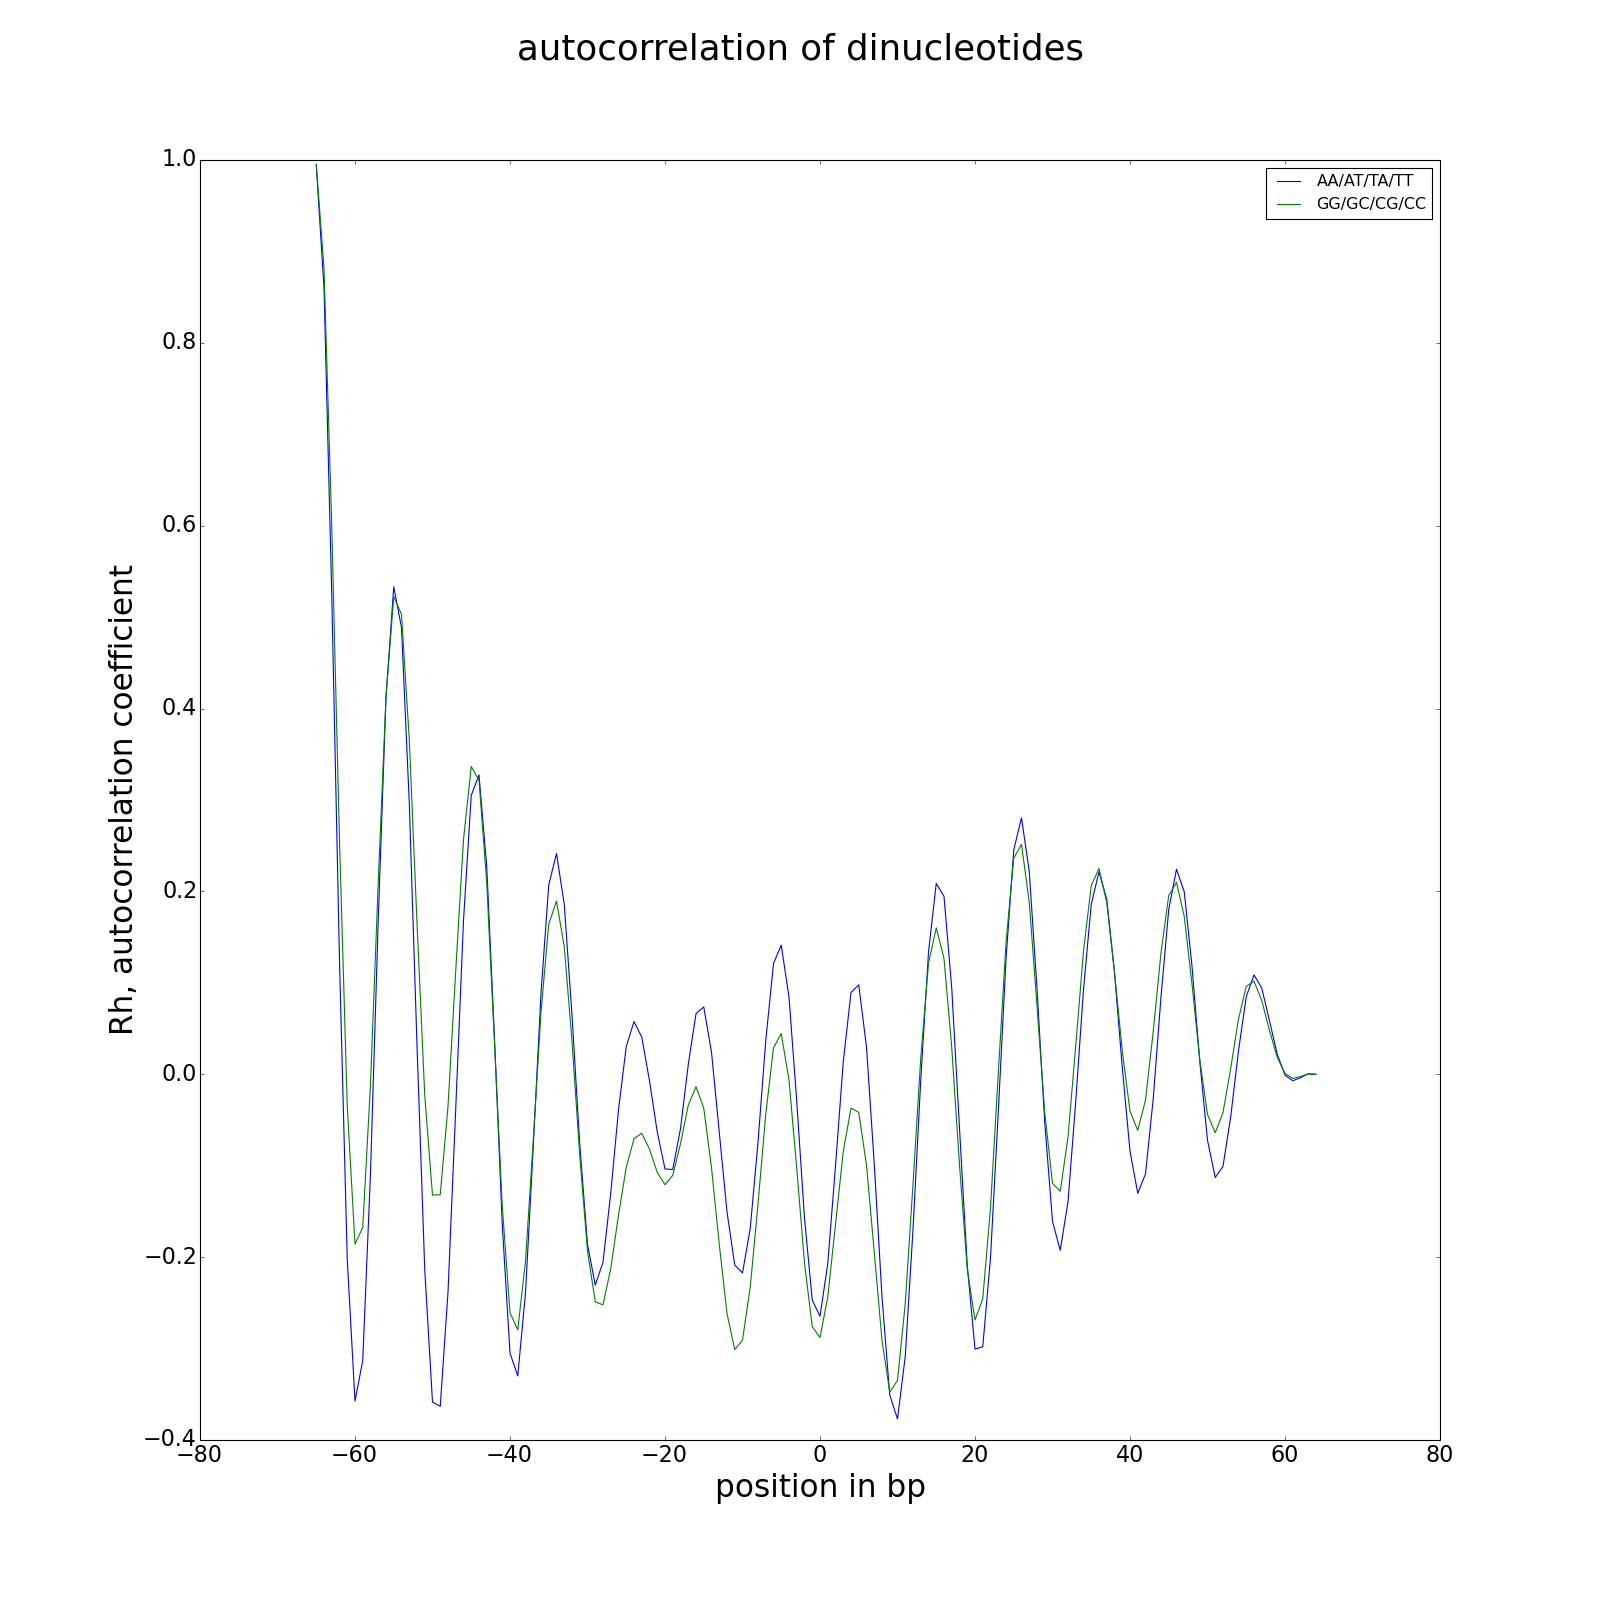 autocorrelation of dinucleotides
1.0
AA/AT/TA/TT
GG/GC/CG/CC
0.8
0.6
0.4
0.2
0.0
−0.2
−0.4
Rh, autocorrelation coefficient
−80 −60 −40 −20 0 20 40 60 80
position in bp